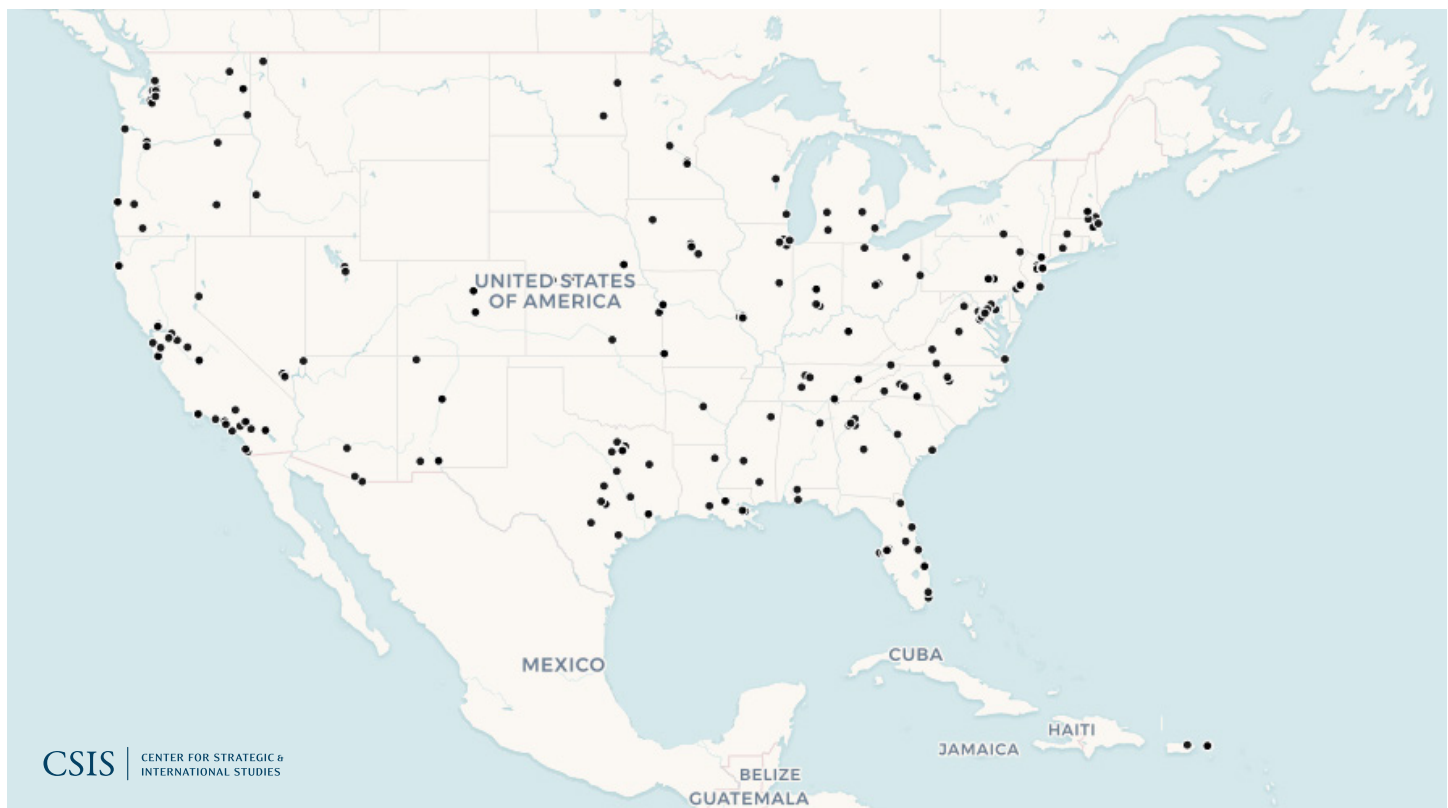 UNITED STATES
OF AMERICA
MEXICO
CUBA
HAITI
JAMAICA
BELIZE
GUATEMALA
CSIS
CENTER FOR STRATEGIC &
INTERNATIONAL STUDIES